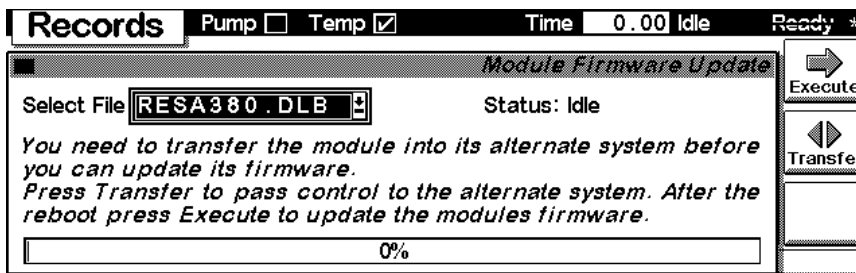 Records Pump Temp Time 0.00 Idle Ready *
Module Firmware Update
Execute
Select File RESA380.DLB Status: Idle
You need to transfer the module into its alternate system before
you can update its firmware.
Transfe
Press Transfer to pass control to the alternate system. After the
reboot press Execute to update the modules firmware.
0%